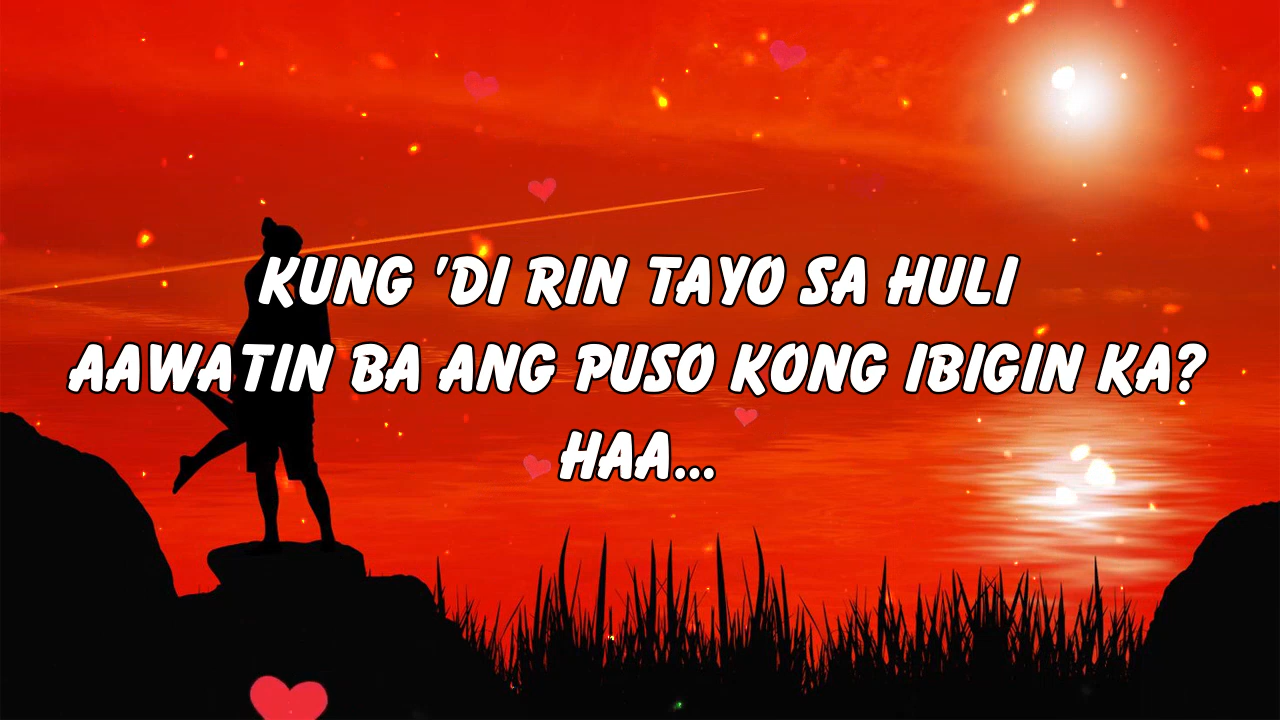 KUNG 'DI RIN TAYO SA HULI
AAWATIN BA ANG PUSO KONG IBIGIN KA?
HAA...